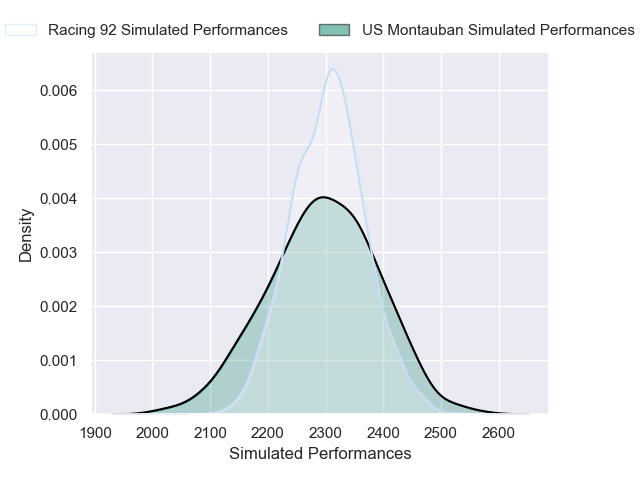 Racing 92 Simulated Performances
US Montauban Simulated Performances
0.006
0.005
0.004
0.003
0.002
0.001
0.000
Density
1900 2000 2100 2200 2300 2400 2500 2600
Simulated Performances